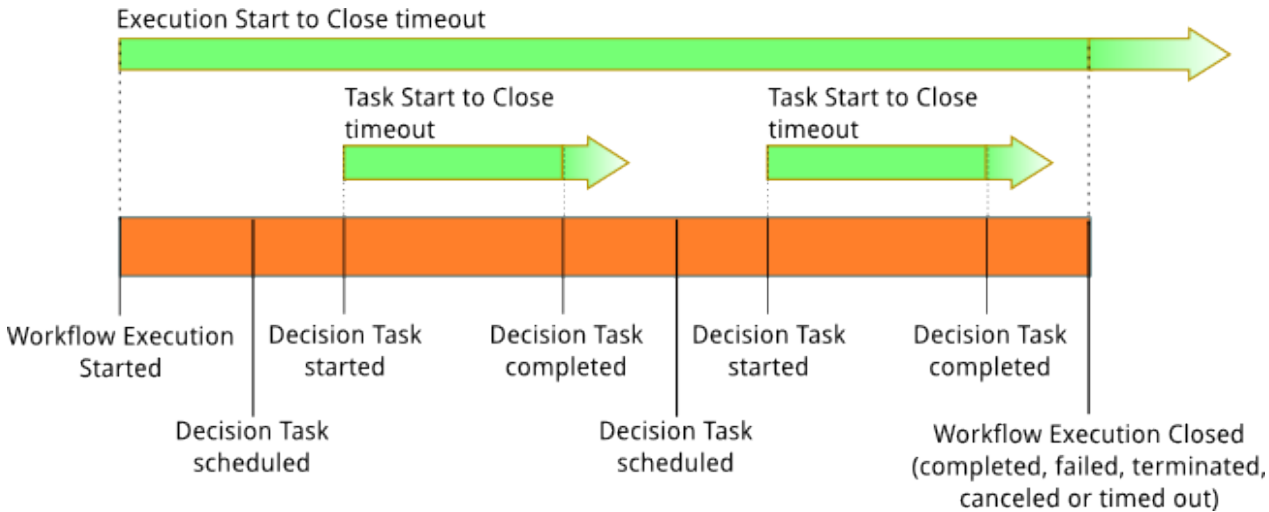 Execution Start to Close timeout
Task Start to Close
timeout
Task Start to Close
timeout
Workflow Execution
Started
Decision Task
scheduled
Decision Task
started
Decision Task
completed
Decision Task
scheduled
Decision Task
started
Decision Task
completed
Workflow Execution Closed
(completed, failed, terminated,
canceled or timed out)